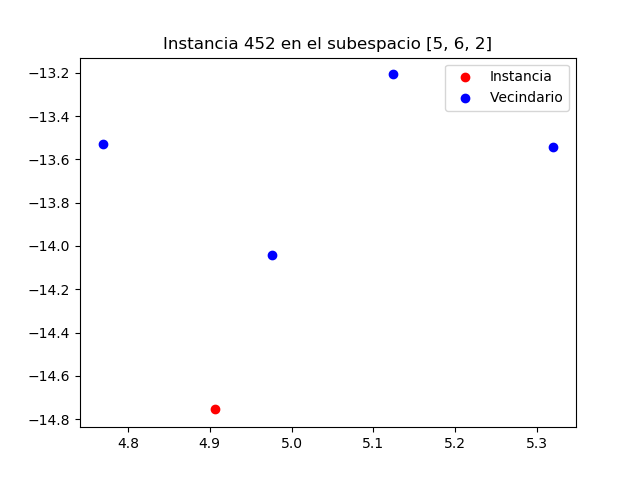 Instancia 452 en el subespacio [5, 6, 2]
Instancia
Vecindario
−13.2
−13.4
−13.6
−13.8
−14.0
−14.2
−14.4
−14.6
−14.8
4.8 4.9 5.0 5.1 5.2 5.3